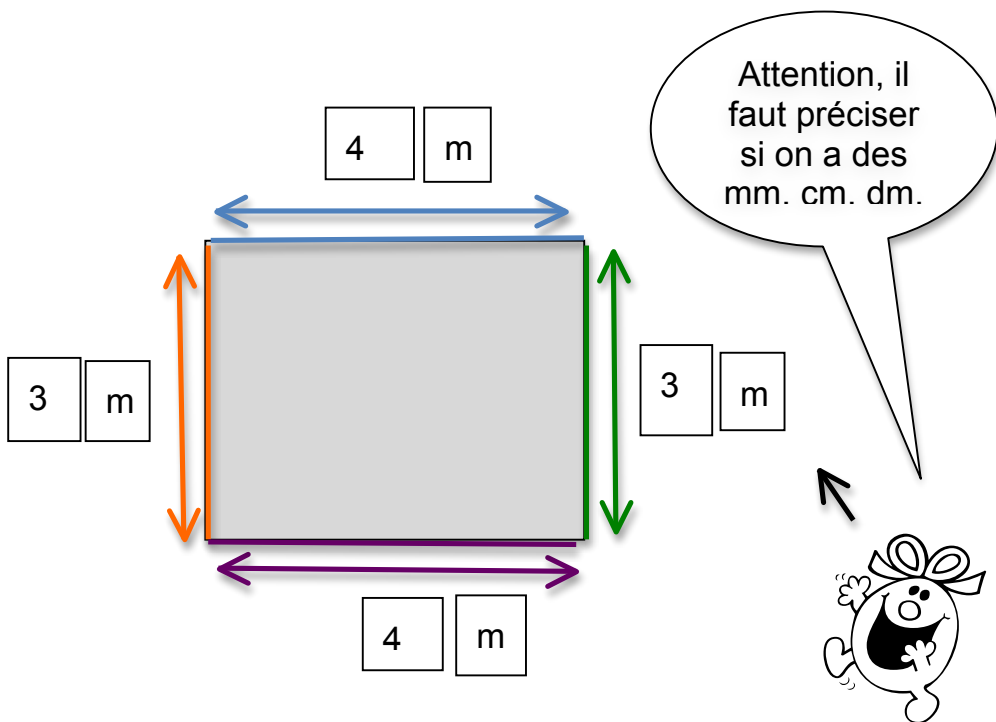 Attention, il
faut préciser
si on a des
mm, cm, dm,
4 m
3 m
3 m
4 m